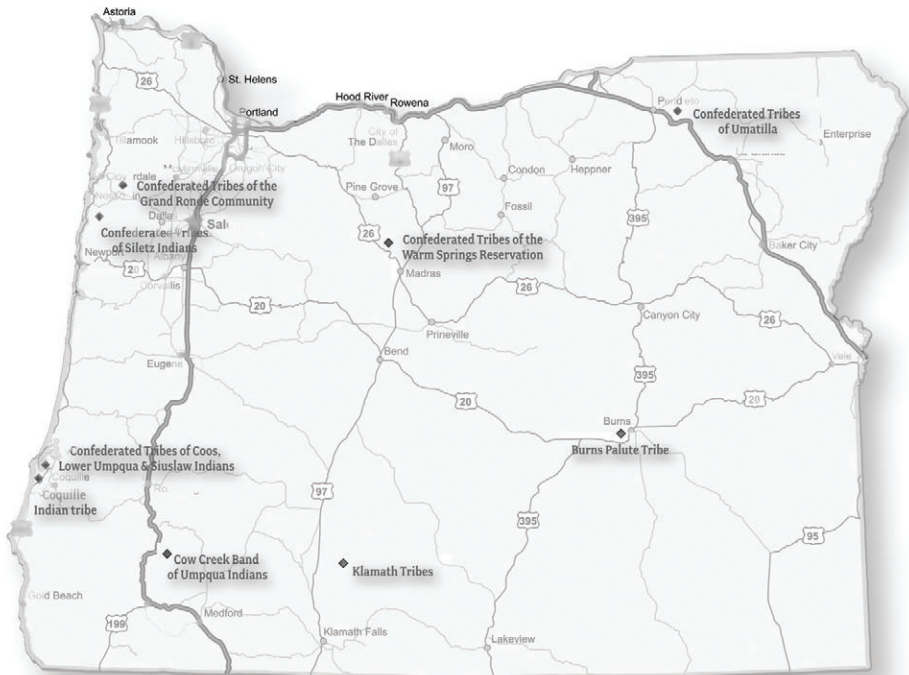 Astoria
26
St. Helens
Portland
Hood River
Rowena
City of
The Dalles
Moro
Condon
Heppner
Enterprise
Confederated Tribes
of Umatilla
Hillsboro
Oregon City
Confederated Tribes of the
Grand Ronde Community
Pine Grove
97
Fossil
395
Confederated Tribes
of Siletz Indians
Newport
Albany
20
Corvallis
26
Confederated Tribes of the
Warm Springs Reservation
Madras
Baker City
20
Prineville
26
Canyon City
26
Eugene
Bend
395
Vale
20
20
Burns
Burns Palute Tribe
Confederated Tribes of Coos,
Lower Umpqua & Siuslaw Indians
Coquille
Coquille
Indian tribe
97
395
95
Cow Creek Band
of Umpqua Indians
Klamath Tribes
Gold Beach
Medford
199
Klamath Falls
Lakeview